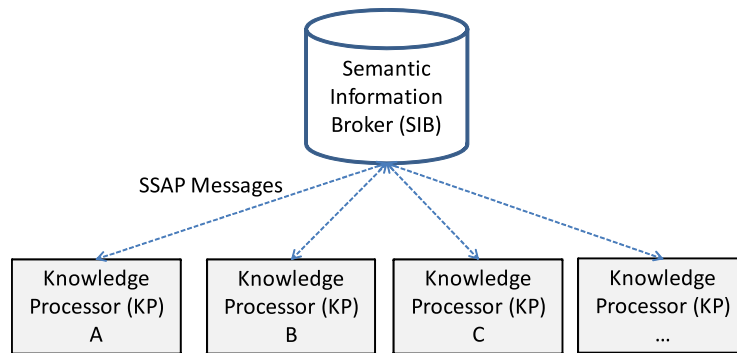 Semantic
Information
Broker (SIB)
SSAP Messages
Knowledge
Processor (KP)
A
Knowledge
Processor (KP)
B
Knowledge
Processor (KP)
C
Knowledge
Processor (KP)
...